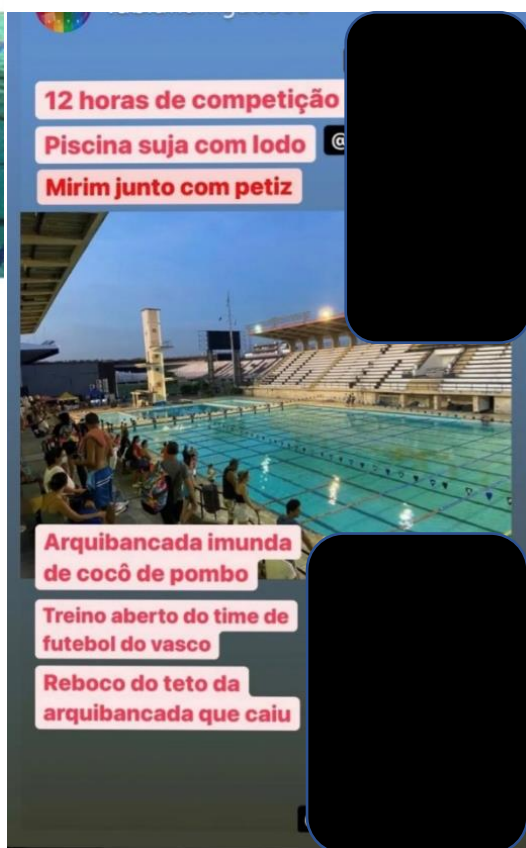 12 horas de competição
Piscina suja com lodo
@
Mirim junto com petiz
Arquibancada imunda
de cocô de pombo
Treino aberto do time de
futebol do vasco
Reboco do teto da
arquibancada que caiu